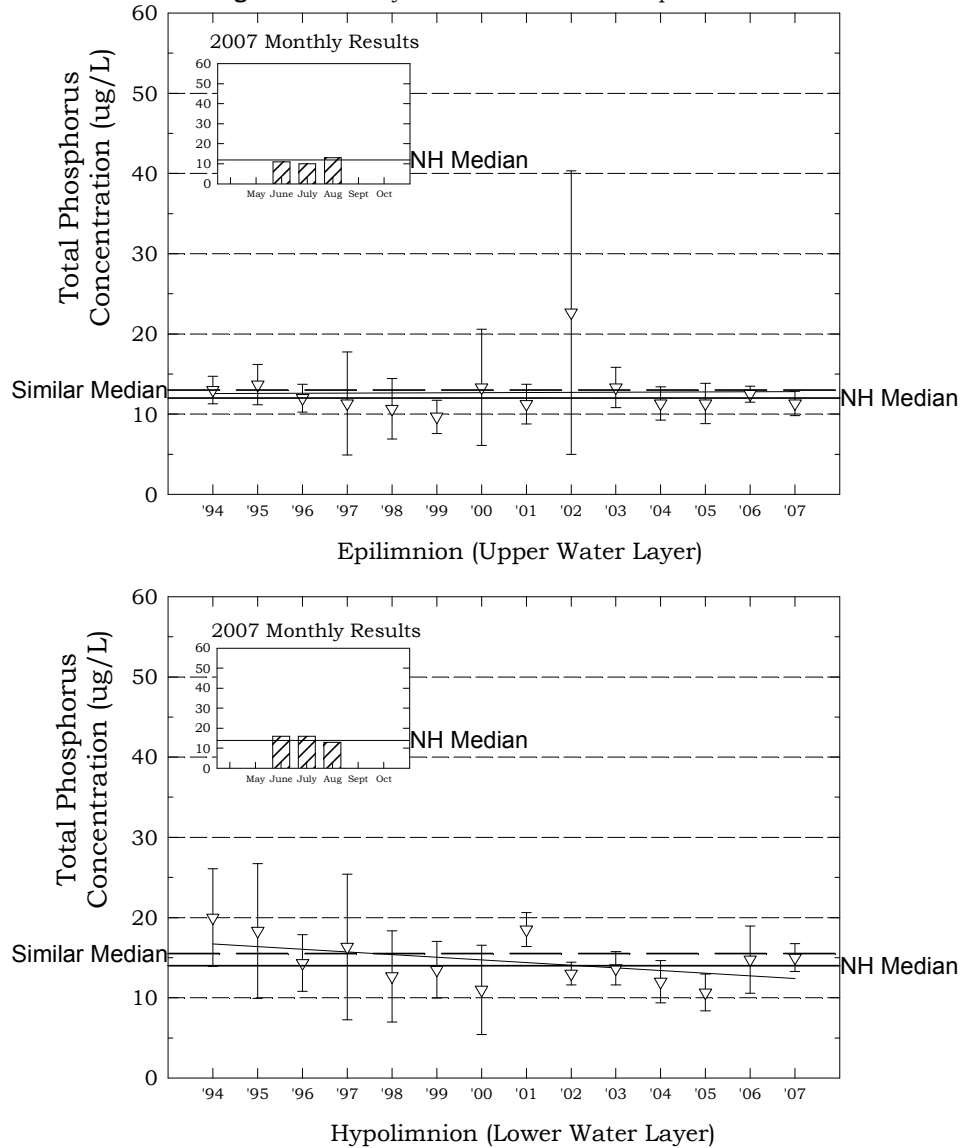 60
50
40
30
20
10
0
Total Phosphorus
Concentration (ug/L)
2007 Monthly Results
60
50
40
30
20
10
0
May June July Aug Sept Oct
NH Median
Similar Median
NH Median
'94 '95 '96 '97 '98 '99 '00 '01 '02 '03 '04 '05 '06 '07
Epilimnion (Upper Water Layer)
60
50
40
30
20
10
0
Total Phosphorus
Concentration (ug/L)
2007 Monthly Results
60
50
40
30
20
10
0
May June July Aug Sept Oct
NH Median
Similar Median
NH Median
'94 '95 '96 '97 '98 '99 '00 '01 '02 '03 '04 '05 '06 '07
Hypolimnion (Lower Water Layer)